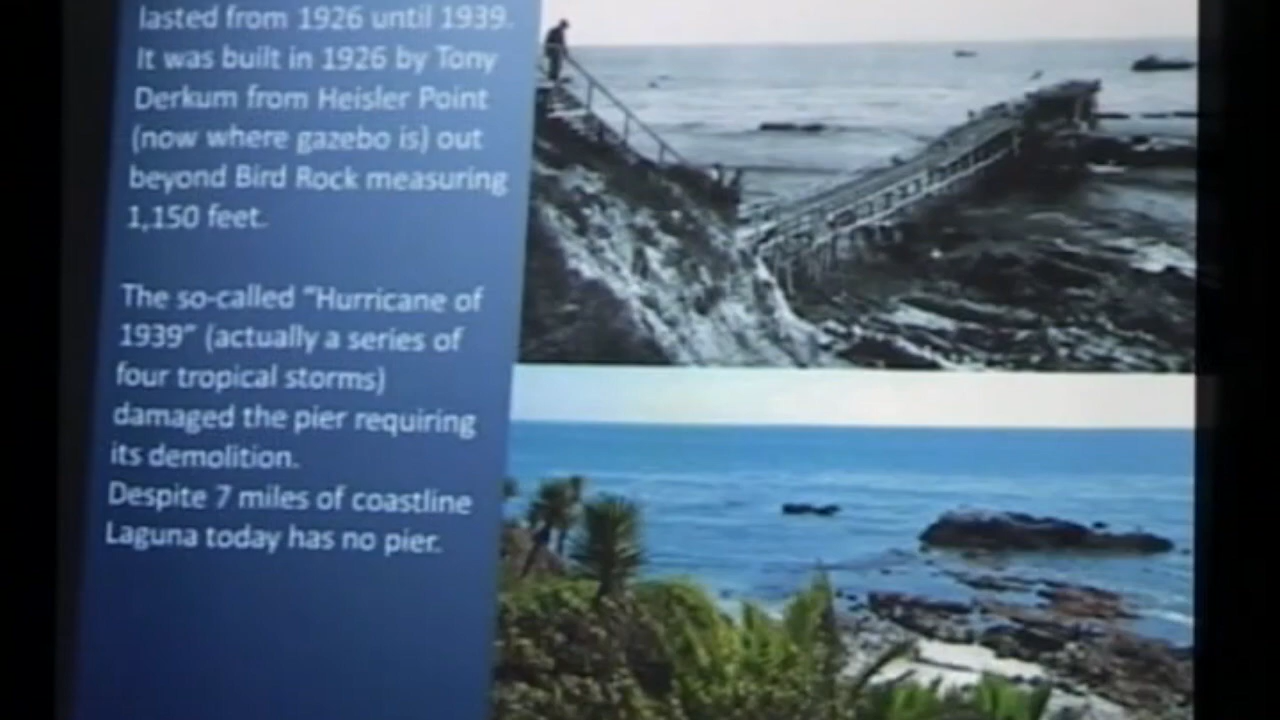 lasted from 1926 until 1939.
It was built in 1926 by Tony
Derkum from Heisler Point
(now where gazebo is) out
beyond Bird Rock measuring
1,150 feet.
The so-called "Hurricane of
1939" (actually a series of
four tropical storms)
damaged the pier requiring
its demolition.
Despite 7 miles of coastline
Laguna today has no pier.